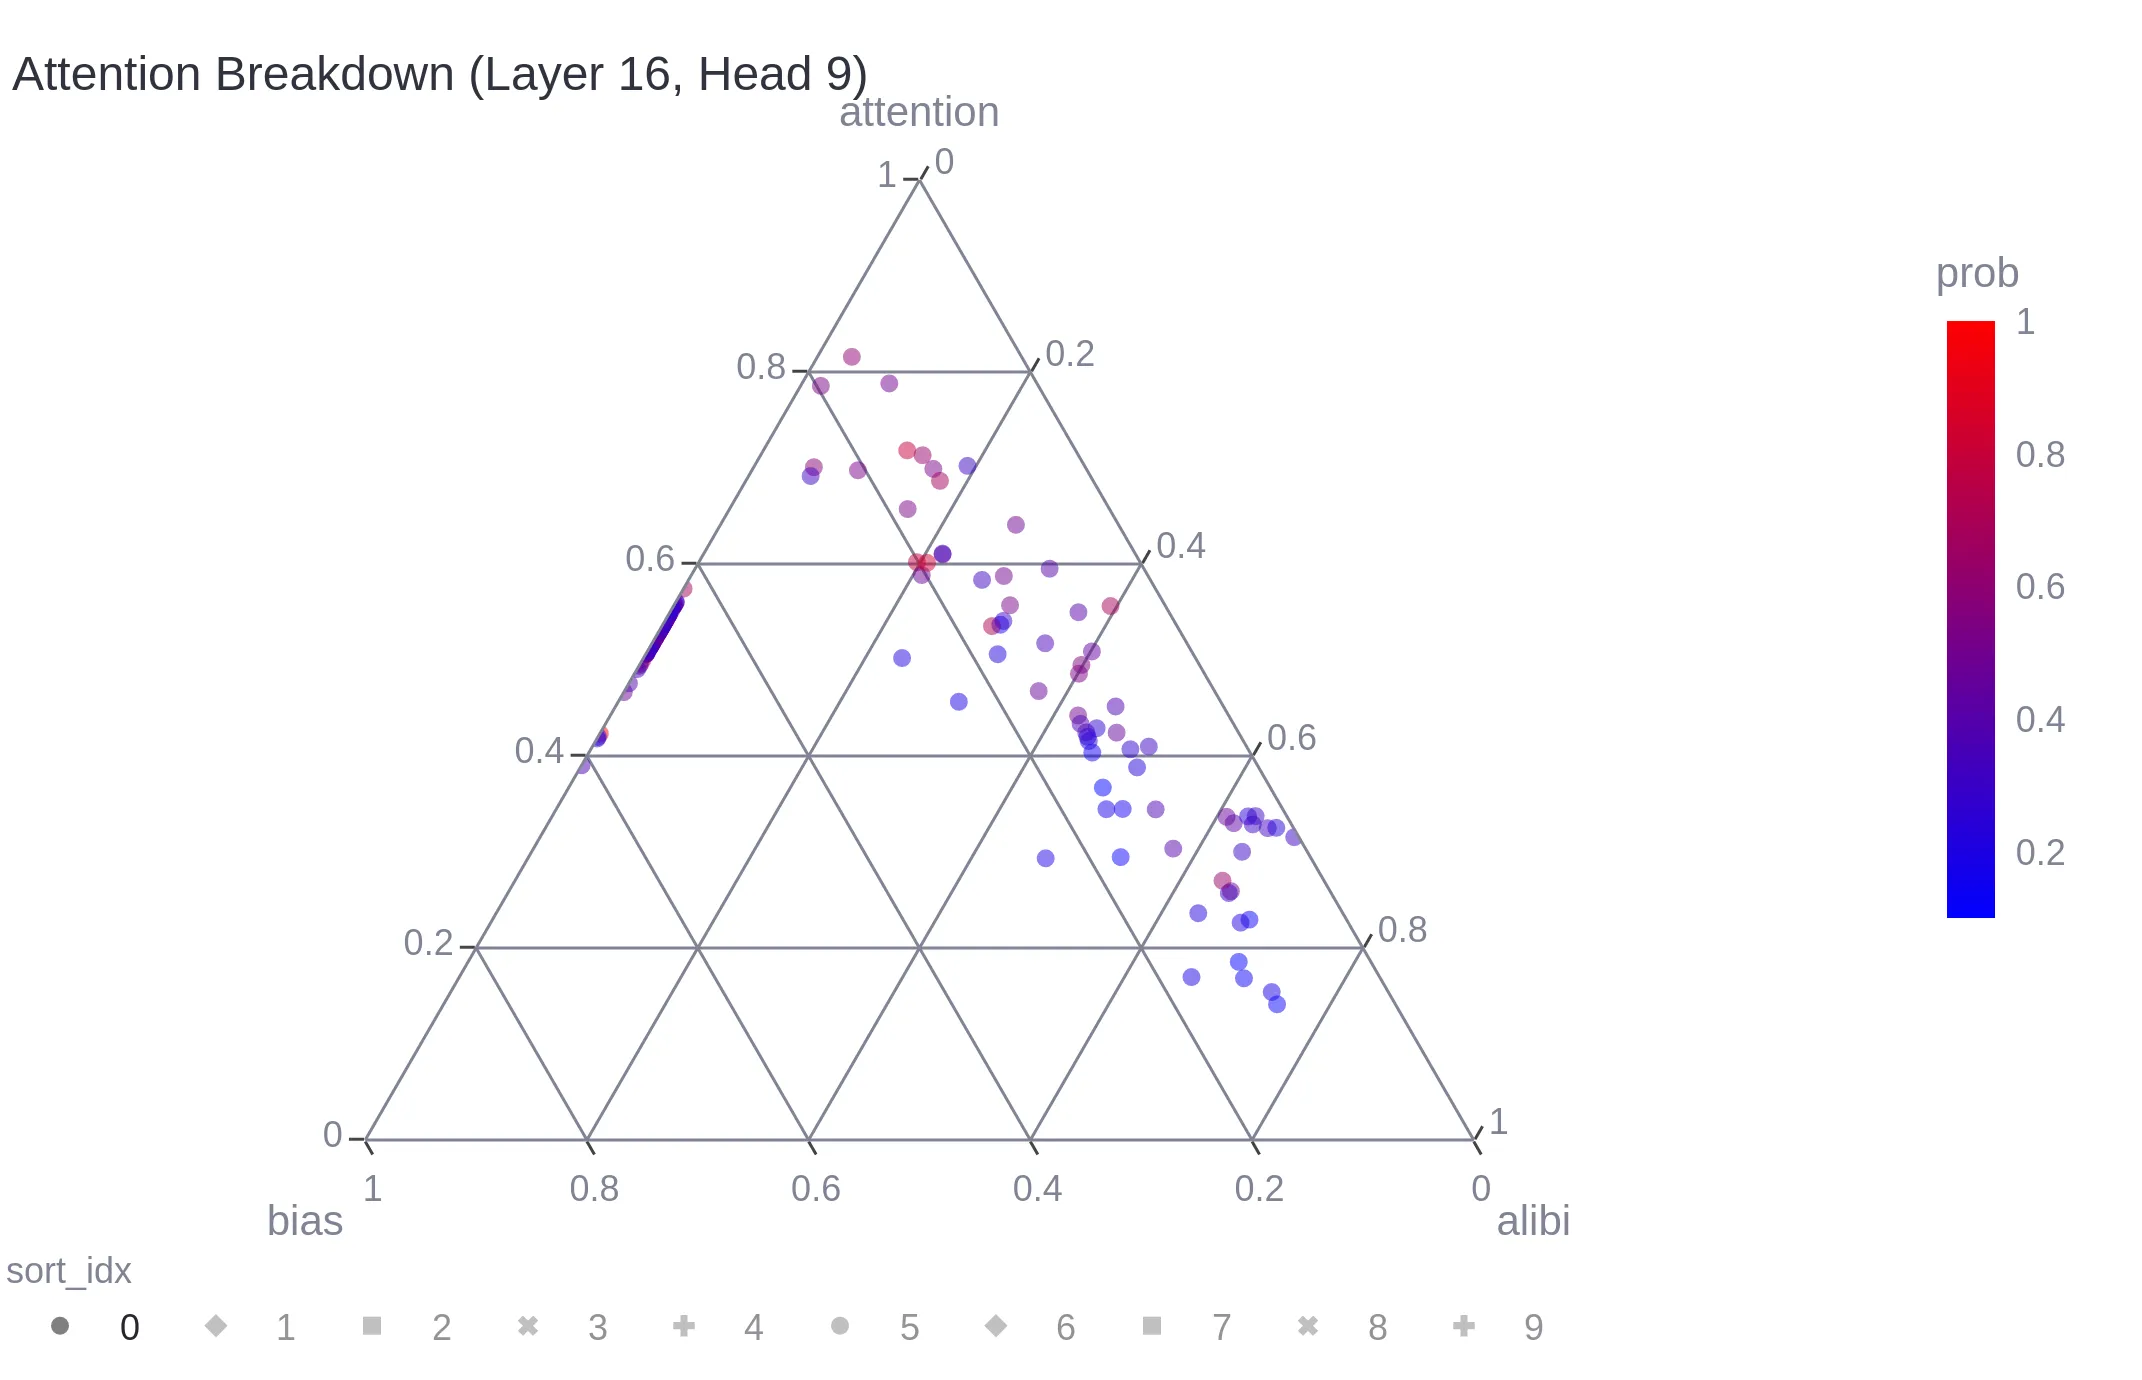 Attention Breakdown (Layer 16, Head 9)
attention
1 0
0.8 0.2
0.6 0.4
0.4 0.6
0.2 0.8
0 1
1 0.8 0.6 0.4 0.2 0
bias alibi
prob
1
0.8
0.6
0.4
0.2
sort_idx
0 1 2 3 4 5 6 7 8 9